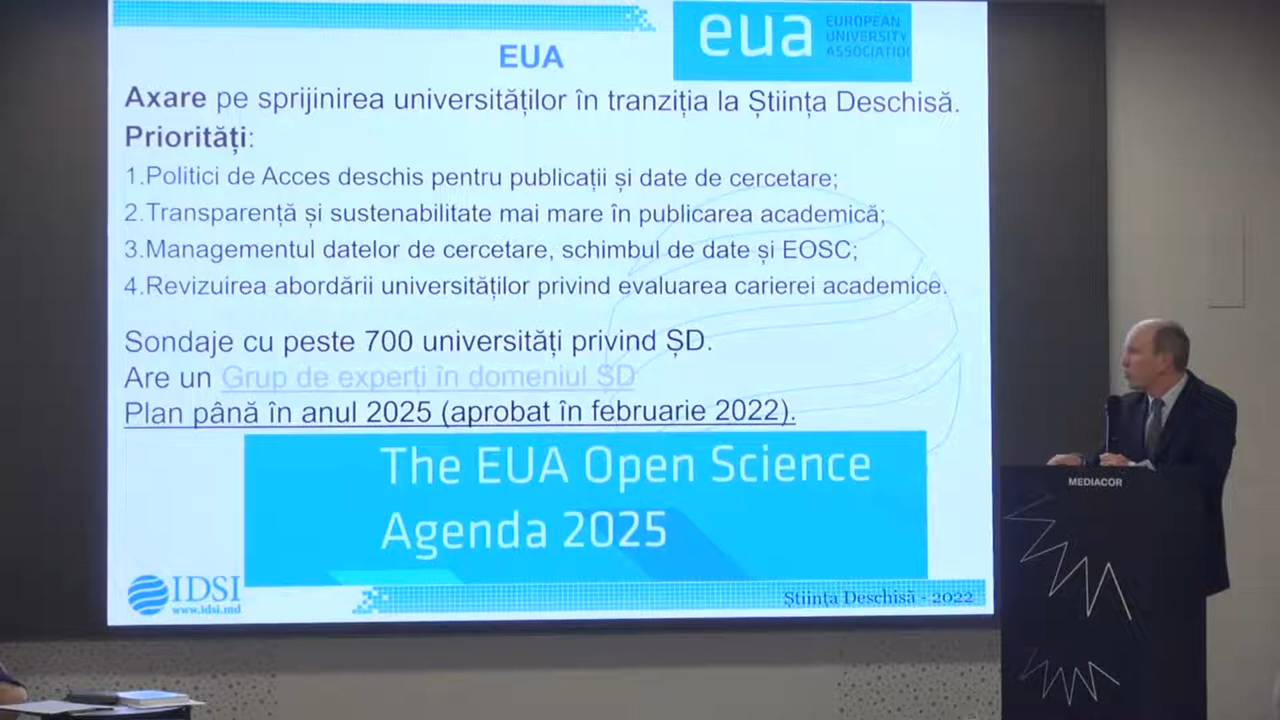 eua
EUROPEAN
UNIVERSITY
ASSOCIATION
EUA
Axare pe sprijinirea universităților în tranziția la Știința Deschisă.
Priorități:
1.Politici de Acces deschis pentru publicații și date de cercetare;
2.Transparență și sustenabilitate mai mare în publicarea academică;
3.Managementul datelor de cercetare, schimbul de date și EOSC;
4.Revizuirea abordării universităților privind evaluarea carierei academice.
Sondaje cu peste 700 universități privind ȘD.
Are un Grup de experți în domeniul ȘD
Plan până în anul 2025 (aprobat în februarie 2022).
The EUA Open Science
Agenda 2025
IDSI
www.idsi.md
Știința Deschisă - 2022
MEDIACOR